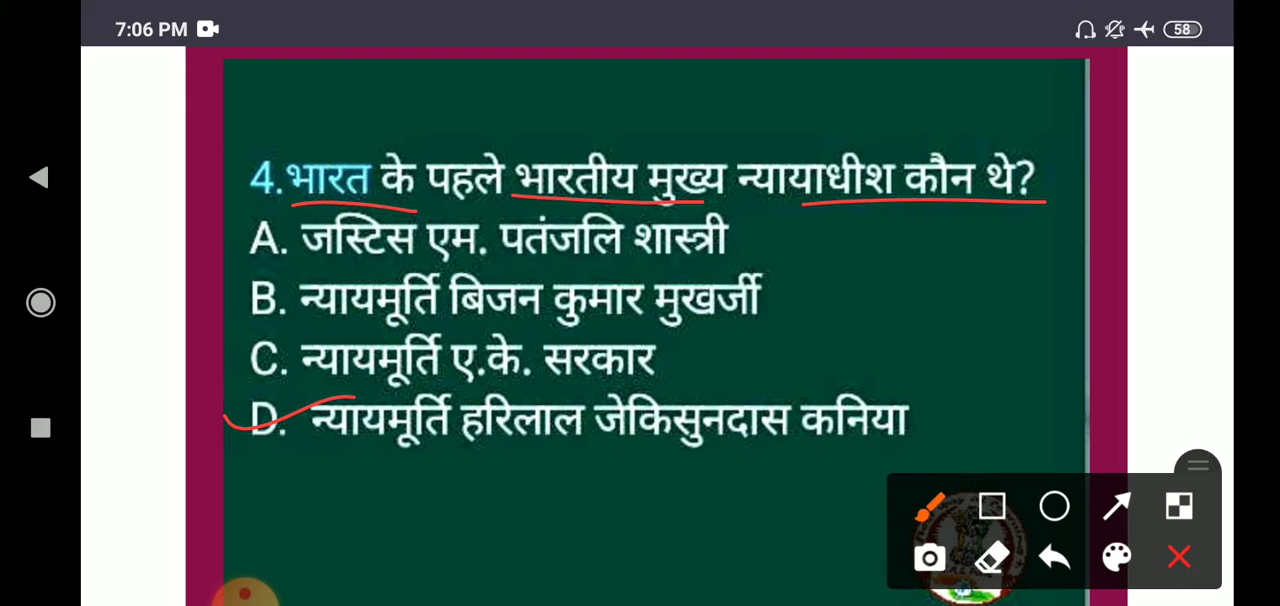 7:06 PM
58
4.भारत के पहले भारतीय मुख्य न्यायाधीश कौन थे?
A. जस्टिस एम. पतंजलि शास्त्री
B. न्यायमूर्ति बिजन कुमार मुखर्जी
C. न्यायमूर्ति ए.के. सरकार
D. न्यायमूर्ति हरिलाल जेकिसुनदास कनिया